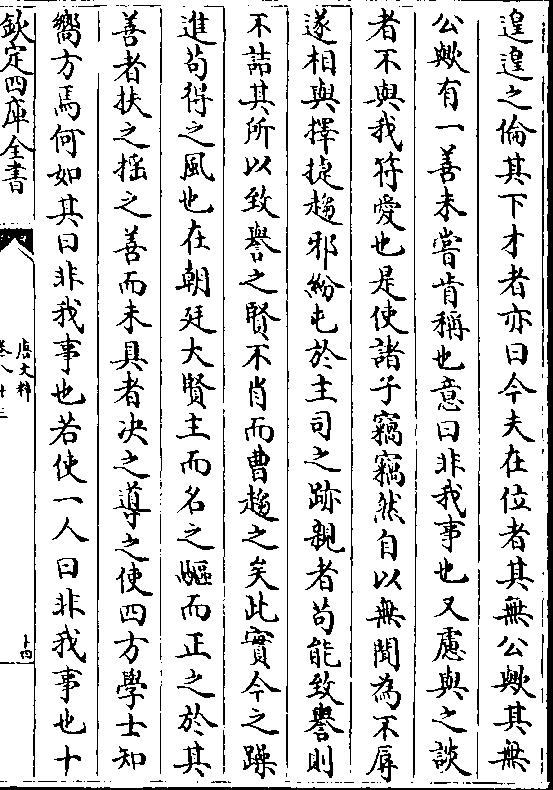 遑遑之倫其下才者亦曰今夫在位者其無公歟其無
公歟有一善未嘗肯稱也意曰非我事也又慮與之談
者不與我符愛也是使諸子竊竊然自以無聞為不辱
遂相與擇捷趨邪紛屯於主司之跡親者苟能致譽則
不詰其所以致譽之賢不肖而曹趨之矣此實今之躁
進苟得之風也在朝廷大賢主而名之嫗而正之於其
善者扶之揺之善而未具者决之導之使四方學士知
嚮方焉何如其曰非我事也若使一人曰非我事也十
欽定四庫全書
唐文粹
卷八十三
十四